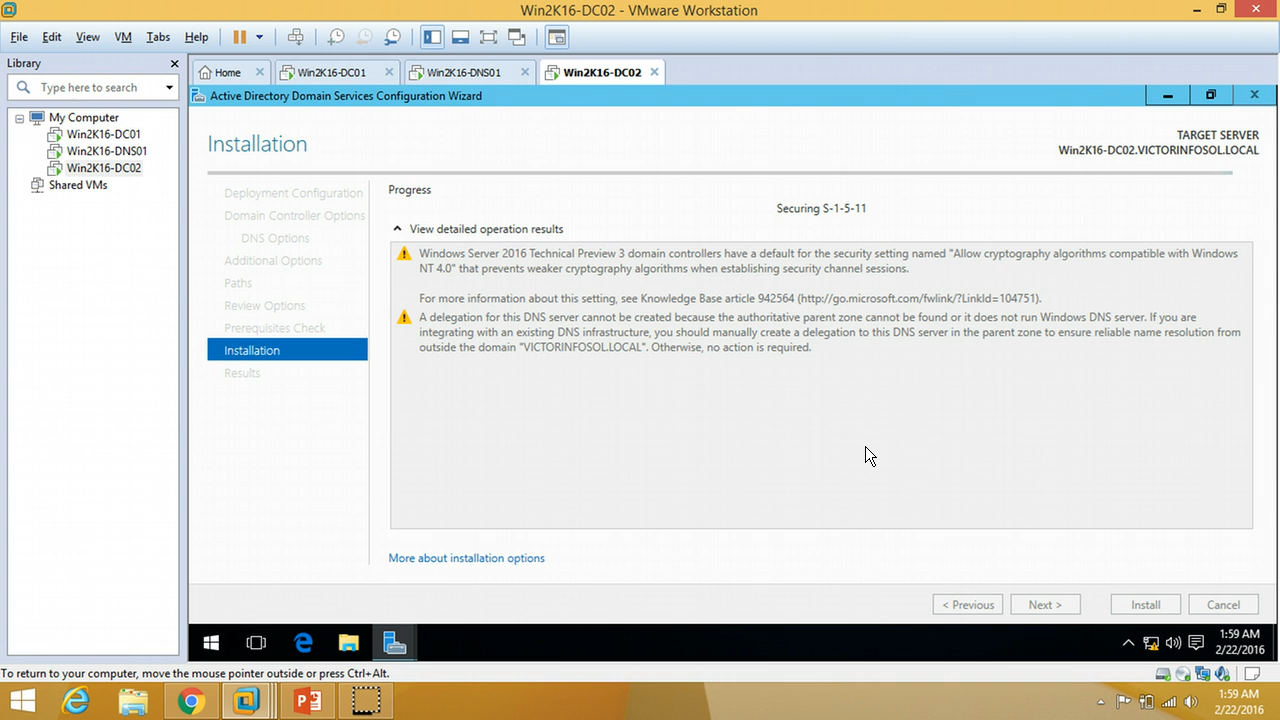 Win2K16-DC02 - VMware Workstation
File Edit View VM Tabs Help
Library
Type here to search
My Computer
Win2K16-DC01
Win2K16-DNS01
Win2K16-DC02
Shared VMs
Home Win2K16-DC01 Win2K16-DNS01 Win2K16-DC02
Active Directory Domain Services Configuration Wizard
Installation
TARGET SERVER
Win2K16-DC02.VICTORINFOSOL.LOCAL
Deployment Configuration
Domain Controller Options
DNS Options
Additional Options
Paths
Review Options
Prerequisites Check
Installation
Results
Progress
Securing S-1-5-11
View detailed operation results
Windows Server 2016 Technical Preview 3 domain controllers have a default for the security setting named "Allow cryptography algorithms compatible with Windows
NT 4.0" that prevents weaker cryptography algorithms when establishing security channel sessions.
For more information about this setting, see Knowledge Base article 942564 (http://go.microsoft.com/fwlink/?LinkId=104751).
A delegation for this DNS server cannot be created because the authoritative parent zone cannot be found or it does not run Windows DNS server. If you are
integrating with an existing DNS infrastructure, you should manually create a delegation to this DNS server in the parent zone to ensure reliable name resolution from
outside the domain "VICTORINFOSOL.LOCAL". Otherwise, no action is required.
More about installation options
< Previous Next > Install Cancel
1:59 AM
2/22/2016
To return to your computer, move the mouse pointer outside or press Ctrl+Alt.
1:59 AM
2/22/2016